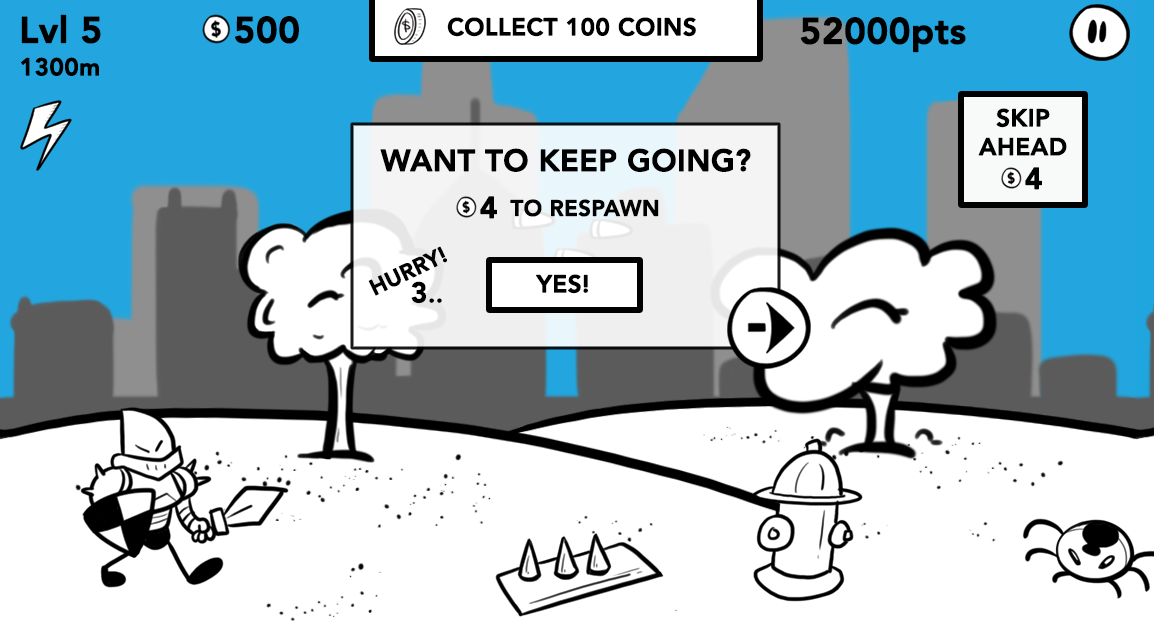 Lvl 5
1300m
$500
COLLECT 100 COINS
52000pts
SKIP
AHEAD
$4
WANT TO KEEP GOING?
$4 TO RESPAWN
HURRY!
3..
YES!